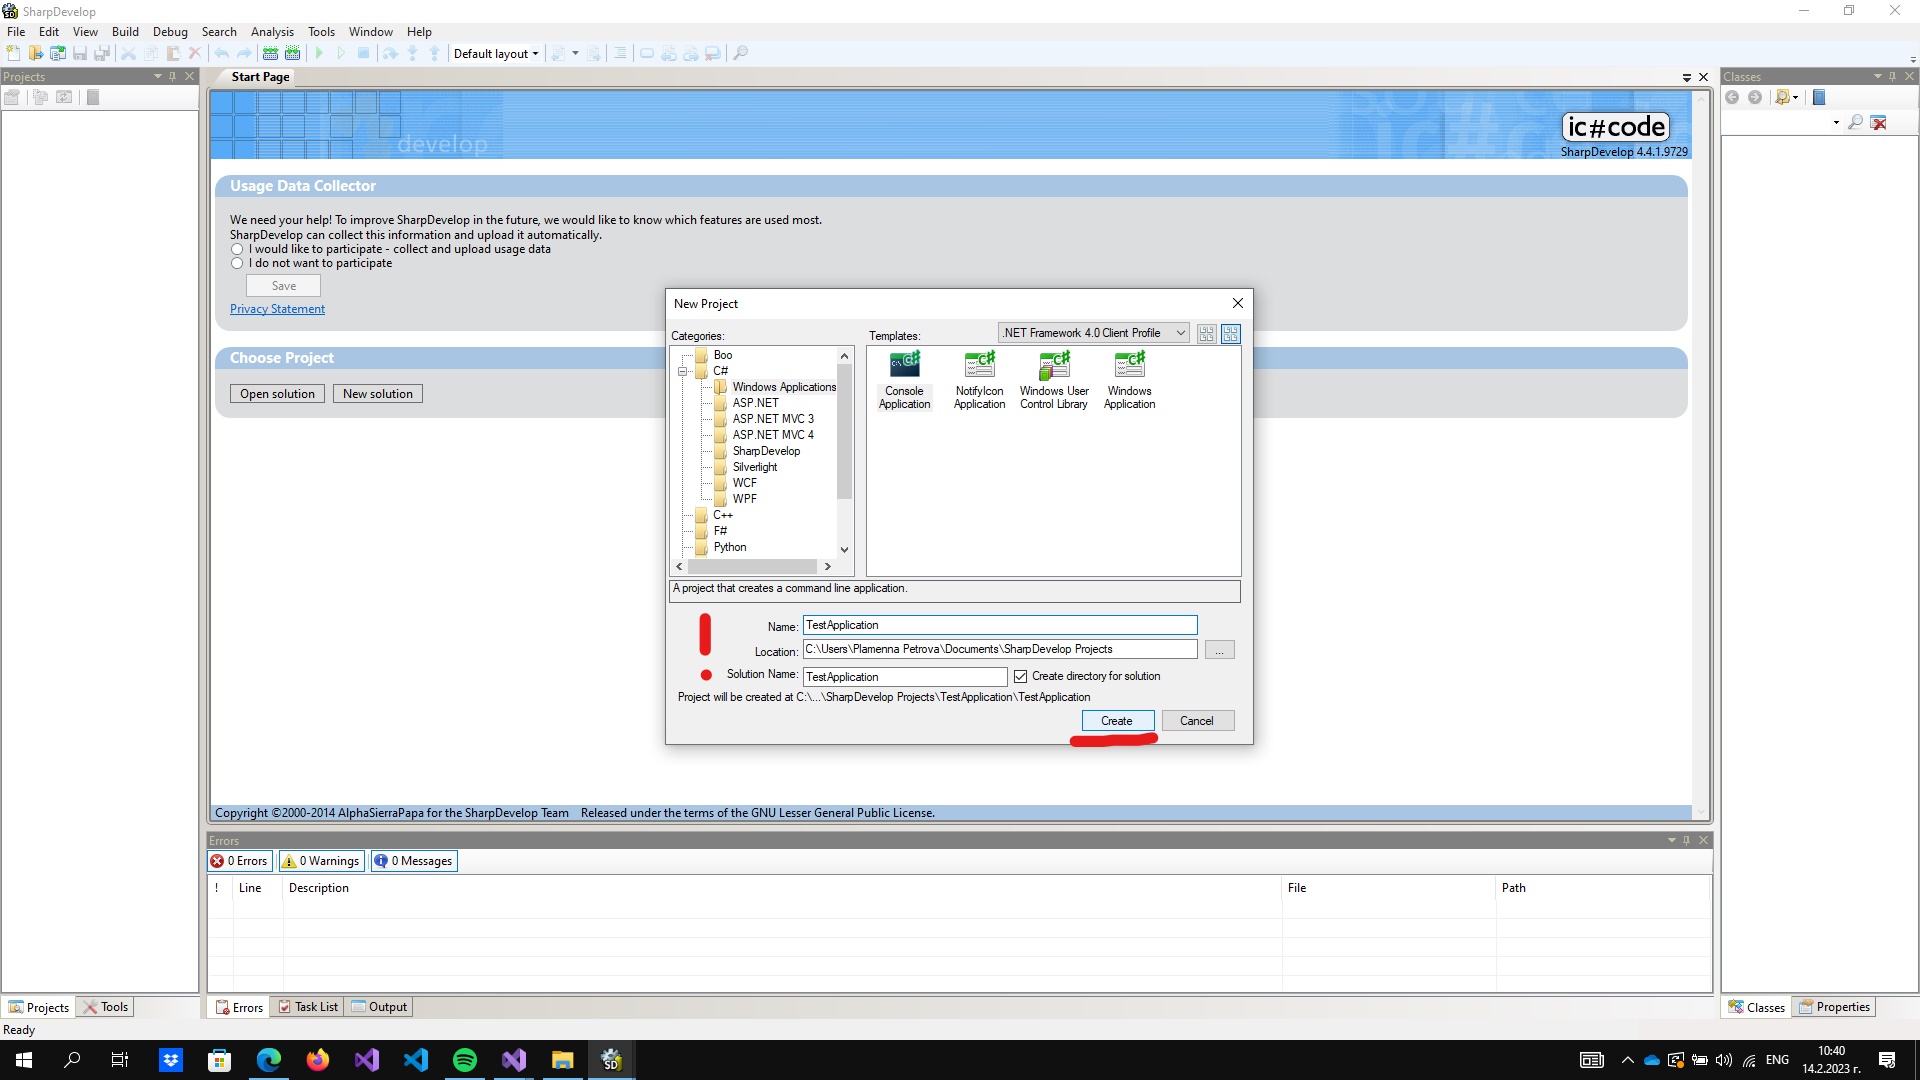 SharpDevelop
File Edit View Build Debug Search Analysis Tools Window Help
Default layout
Projects
Start Page
Classes
develop
ic#code
SharpDevelop 4.4.1.9729
Usage Data Collector
We need your help! To improve SharpDevelop in the future, we would like to know which features are used most.
SharpDevelop can collect this information and upload it automatically.
I would like to participate - collect and upload usage data
I do not want to participate
Save
Privacy Statement
Choose Project
Open solution New solution
New Project
Categories:
Templates:
.NET Framework 4.0 Client Profile
Boo
C#
Windows Applications
ASP.NET
ASP.NET MVC 3
ASP.NET MVC 4
SharpDevelop
Silverlight
WCF
WPF
C++
F#
Python
Console Application
NotifyIcon Application
Windows User Control Library
Windows Application
A project that creates a command line application.
Name: TestApplication
Location: C:\Users\Plamenna Petrova\Documents\SharpDevelop Projects ...
Solution Name: TestApplication Create directory for solution
Project will be created at C:\...\SharpDevelop Projects\TestApplication\TestApplication
Create Cancel
Copyright ©2000-2014 AlphaSierraPapa for the SharpDevelop Team Released under the terms of the GNU Lesser General Public License.
Errors
0 Errors 0 Warnings 0 Messages
! Line Description File Path
Projects Tools Errors Task List Output Classes Properties
Ready
SD
ENG
10:40
14.2.2023 г.